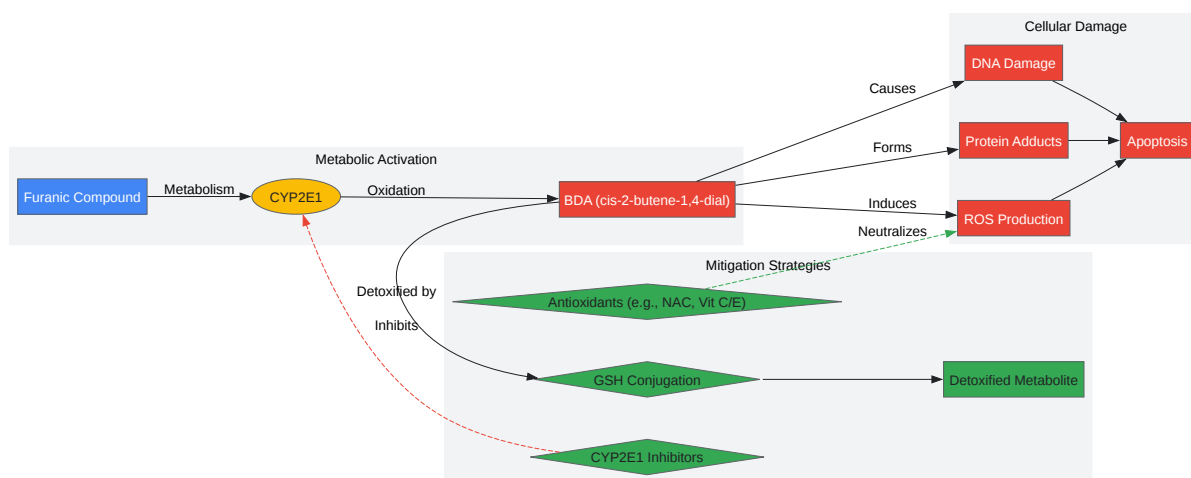 Cellular Damage
DNA Damage
Causes
Forms
Protein Adducts
Apoptosis
Metabolic Activation
Furanic Compound
Metabolism
CYP2E1
Oxidation
BDA (cis-2-butene-1,4-dial)
Induces
ROS Production
Neutralizes
Mitigation Strategies
Detoxified by
Antioxidants (e.g., NAC, Vit C/E)
Inhibits
GSH Conjugation
Detoxified Metabolite
CYP2E1 Inhibitors